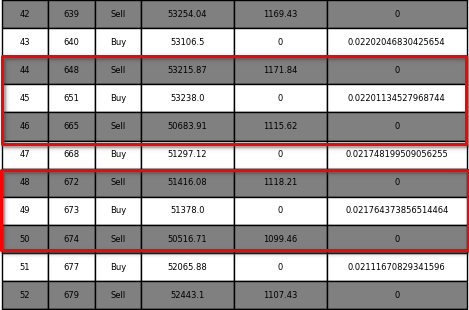 42 639 Sell 53254.04 1169.43 0
43 640 Buy 53106.5 0 0.02202046830425654
44 648 Sell 53215.87 1171.84 0
45 651 Buy 53238.0 0 0.02201134527968744
46 665 Sell 50683.91 1115.62 0
47 668 Buy 51297.12 0 0.021748199509056255
48 672 Sell 51416.08 1118.21 0
49 673 Buy 51378.0 0 0.021764373856514464
50 674 Sell 50516.71 1099.46 0
51 677 Buy 52065.88 0 0.02111670829341596
52 679 Sell 52443.1 1107.43 0